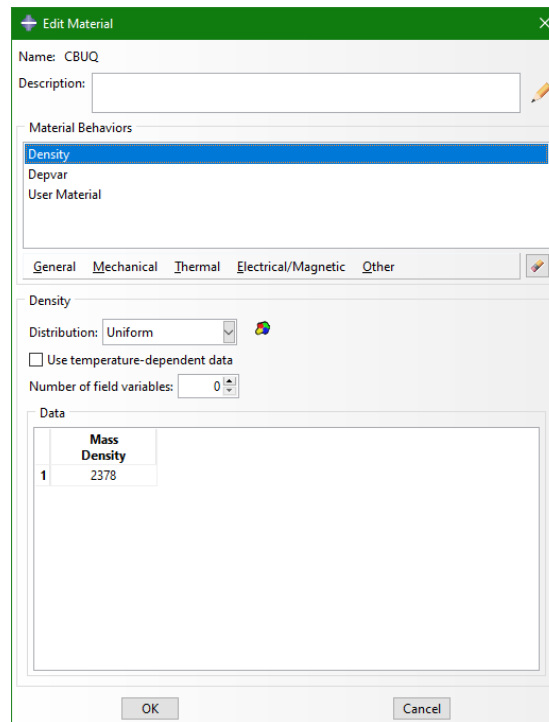 Edit Material
Name: CBUQ
Description:
Material Behaviors
Density
Depvar
User Material
General Mechanical Thermal Electrical/Magnetic Other
Density
Distribution: Uniform
Use temperature-dependent data
Number of field variables: 0
Data
Mass
Density
1 2378
OK Cancel